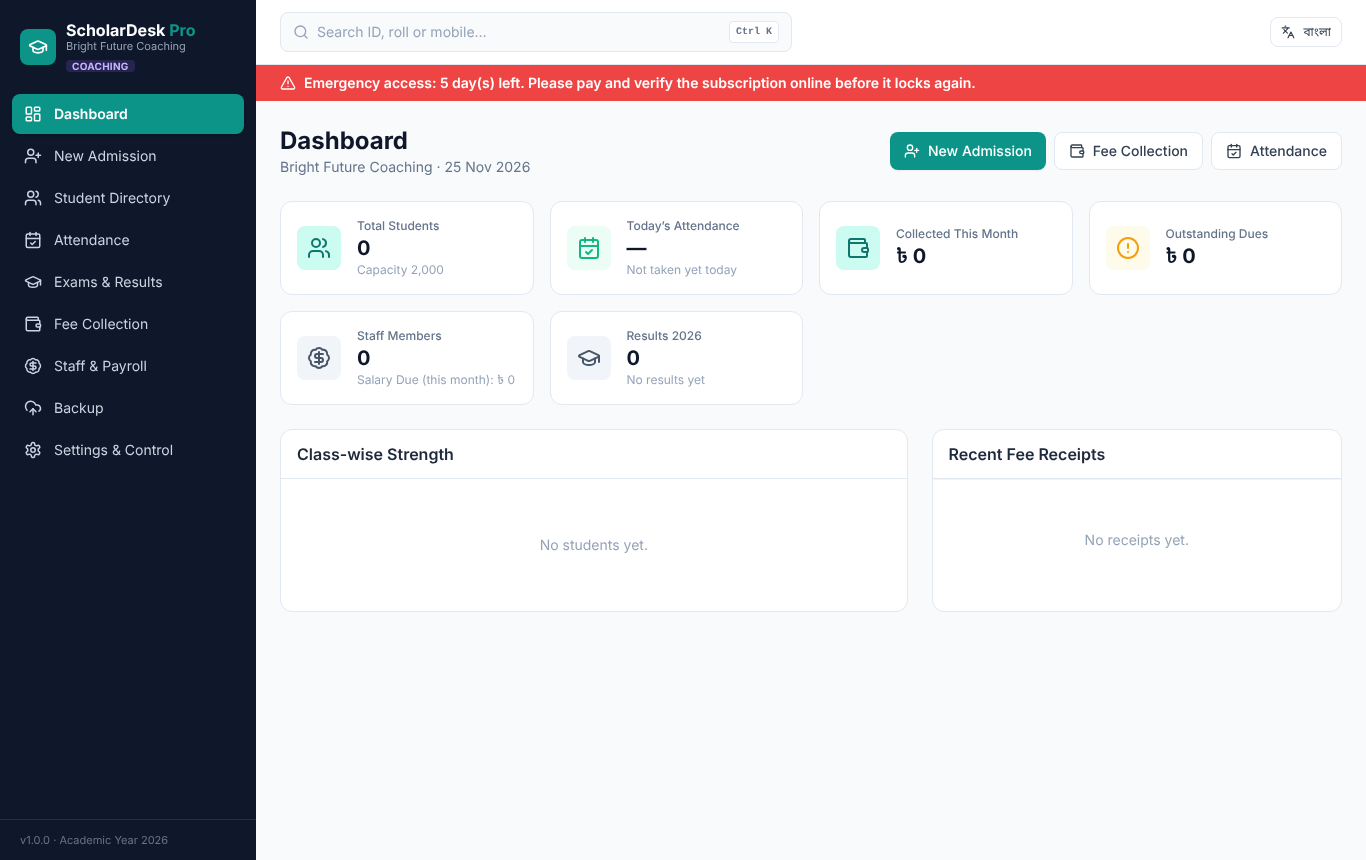 ScholarDesk Pro
Bright Future Coaching
COACHING
Dashboard
New Admission
Student Directory
Attendance
Exams & Results
Fee Collection
Staff & Payroll
Backup
Settings & Control
v1.0.0 · Academic Year 2026
Search ID, roll or mobile...
Ctrl K
বাংলা
Emergency access: 5 day(s) left. Please pay and verify the subscription online before it locks again.
Dashboard
Bright Future Coaching · 25 Nov 2026
New Admission
Fee Collection
Attendance
Total Students
0
Capacity 2,000
Today's Attendance
—
Not taken yet today
Collected This Month
৳ 0
Outstanding Dues
৳ 0
Staff Members
0
Salary Due (this month): ৳ 0
Results 2026
0
No results yet
Class-wise Strength
No students yet.
Recent Fee Receipts
No receipts yet.